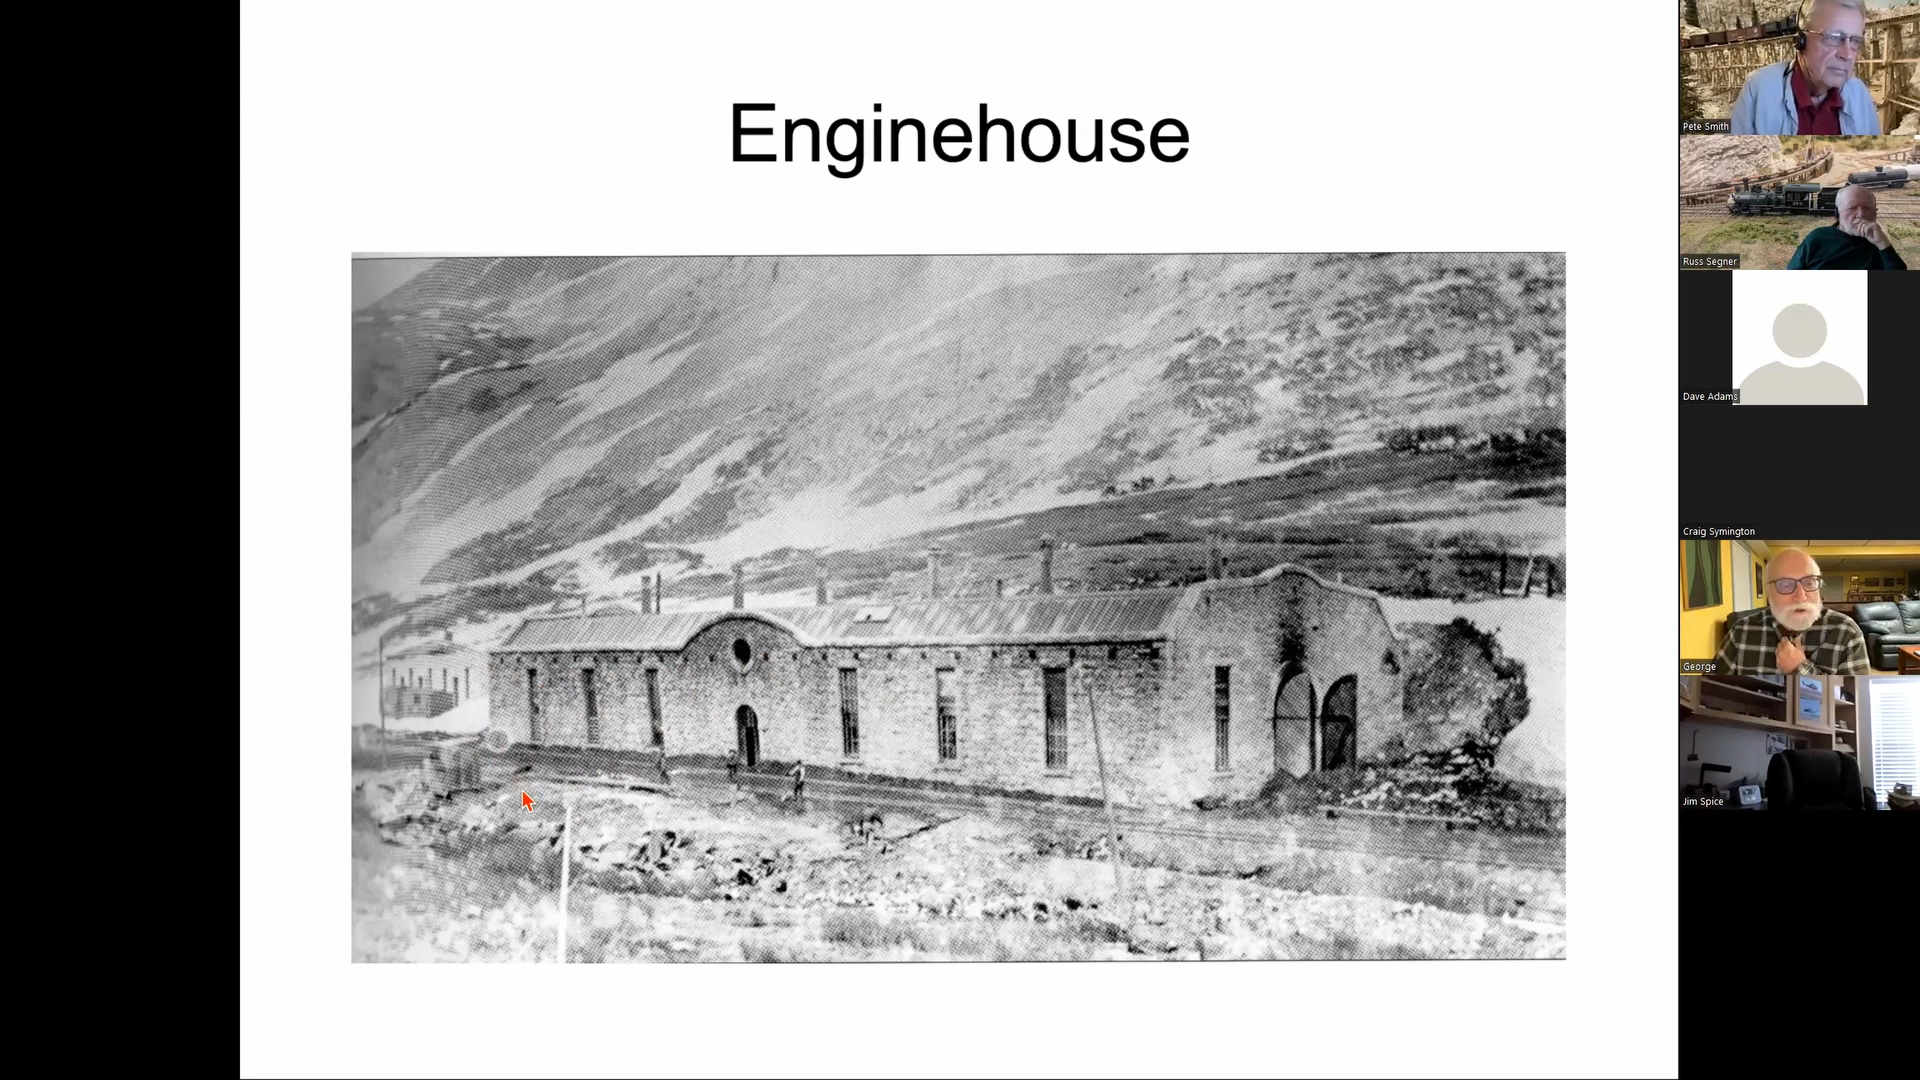 Enginehouse
Pete Smith
Russ Segner
Dave Adams
Craig Symington
George
Jim Spice